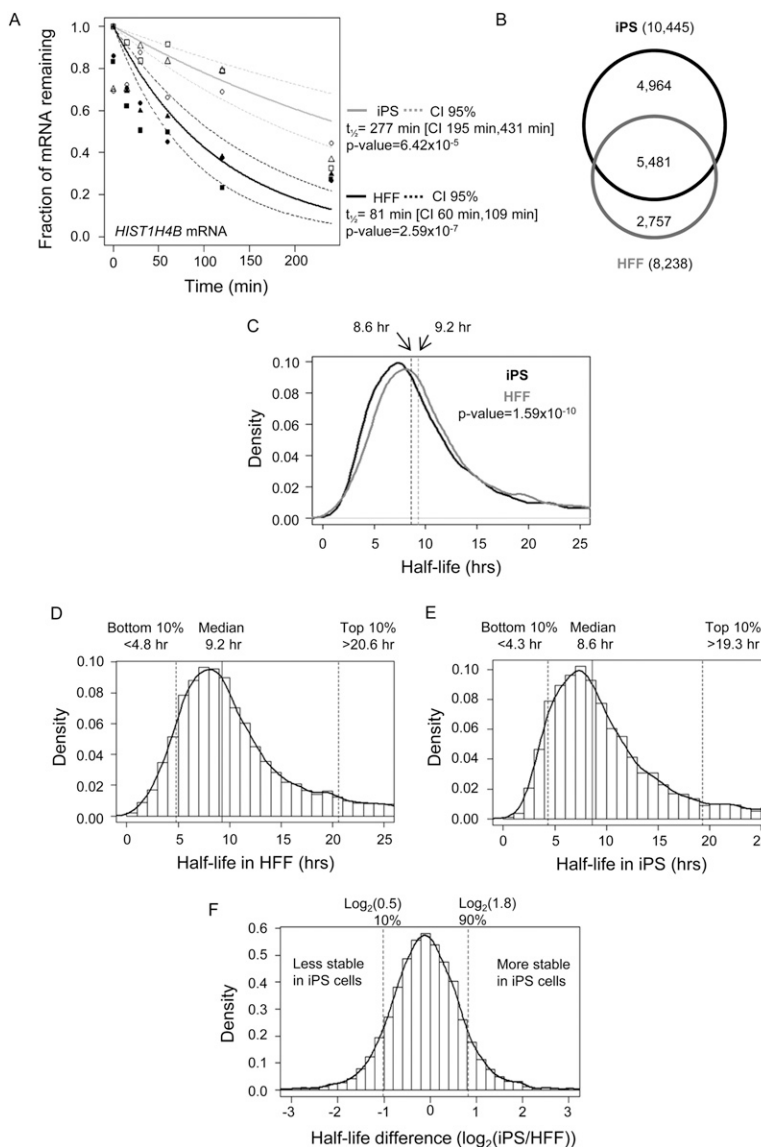 A
Fraction of mRNA remaining
1.0
0.8
0.6
0.4
0.2
0.0
HIST1H4B mRNA
0 50 100 150 200
Time (min)
iPS CI 95%
t½= 277 min [CI 195 min,431 min]
p-value=6.42x10⁻⁵
HFF CI 95%
t½= 81 min [CI 60 min,109 min]
p-value=2.59x10⁻⁷
B
iPS (10,445)
4,964
5,481
2,757
HFF (8,238)
C
8.6 hr 9.2 hr
Density
0.10
0.08
0.06
0.04
0.02
0.00
iPS
HFF
p-value=1.59x10⁻¹⁰
0 5 10 15 20 25
Half-life (hrs)
D
Bottom 10% Median Top 10%
<4.8 hr 9.2 hr >20.6 hr
Density
0.10
0.08
0.06
0.04
0.02
0.00
0 5 10 15 20 25
Half-life in HFF (hrs)
E
Bottom 10% Median Top 10%
<4.3 hr 8.6 hr >19.3 hr
Density
0.10
0.08
0.06
0.04
0.02
0.00
0 5 10 15 20 25
Half-life in iPS (hrs)
F
Log₂(0.5) Log₂(1.8)
10% 90%
Density
0.6
0.5
0.4
0.3
0.2
0.1
0.0
Less stable
in iPS cells
More stable
in iPS cells
-3 -2 -1 0 1 2 3
Half-life difference (log₂(iPS/HFF))